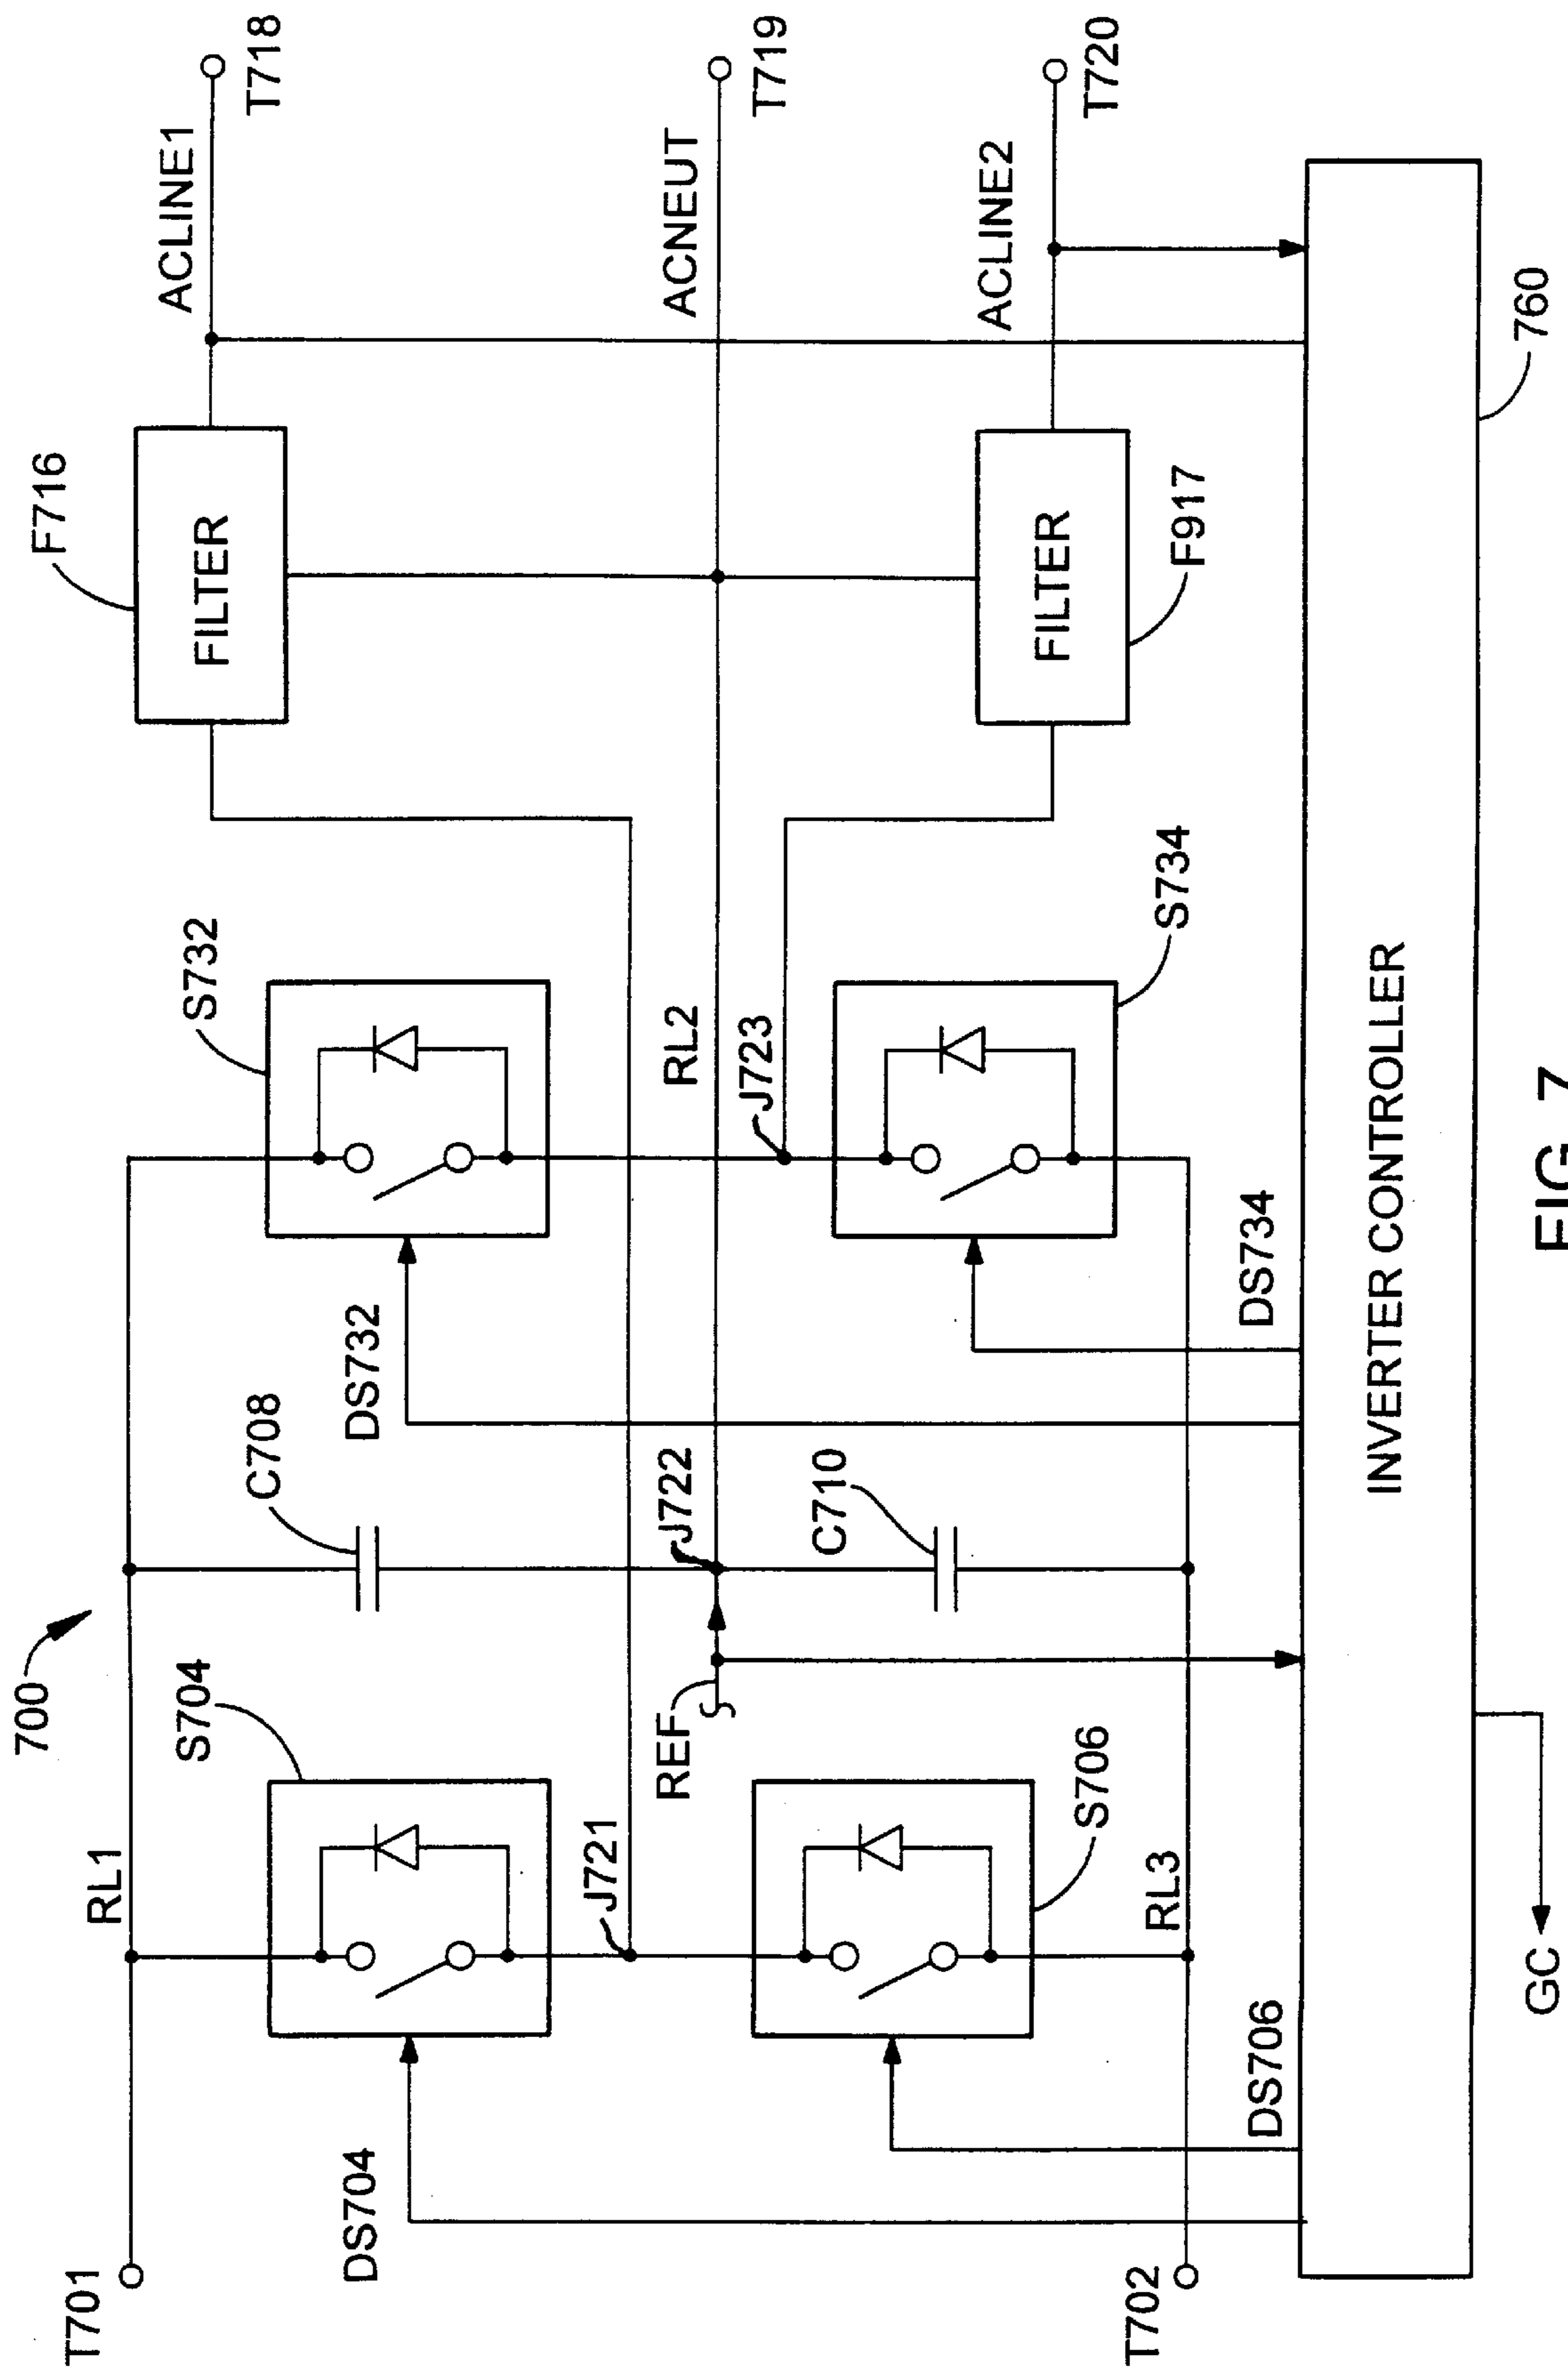 700
T701
RL1
S704
C708
S732
F716
FILTER
ACLINE1
T718
DS704
DS732
J721
REF
J722
RL2
J723
ACNEUT
T719
S706
C710
S734
F917
FILTER
ACLINE2
T720
T702
RL3
DS706
DS734
INVERTER CONTROLLER
760
GC
FIG. 7